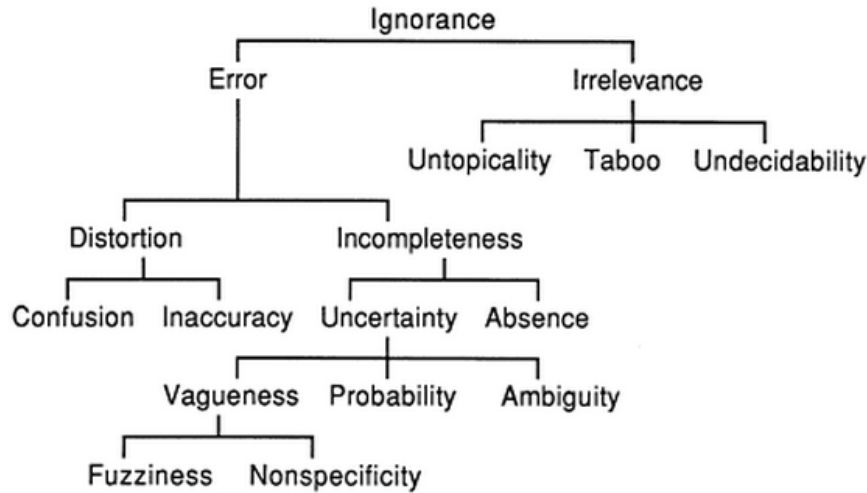 Ignorance
Error Irrelevance
Untopicality Taboo Undecidability
Distortion Incompleteness
Confusion Inaccuracy Uncertainty Absence
Vagueness Probability Ambiguity
Fuzziness Nonspecificity